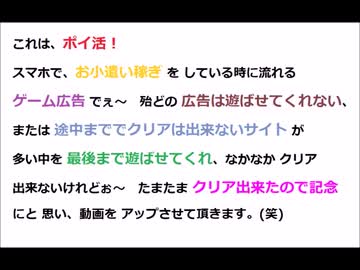 これは、ポイ活！
スマホで、お小遣い稼ぎ を している時に流れる
ゲーム広告 でぇ～　殆どの 広告は遊ばせてくれない、
または 途中まででクリアは出来ないサイト が
多い中を 最後まで遊ばせてくれ、なかなか クリア
出来ないけれどぉ～　たまたま クリア出来たので記念
にと 思い、動画を アップさせて頂きます。(笑)